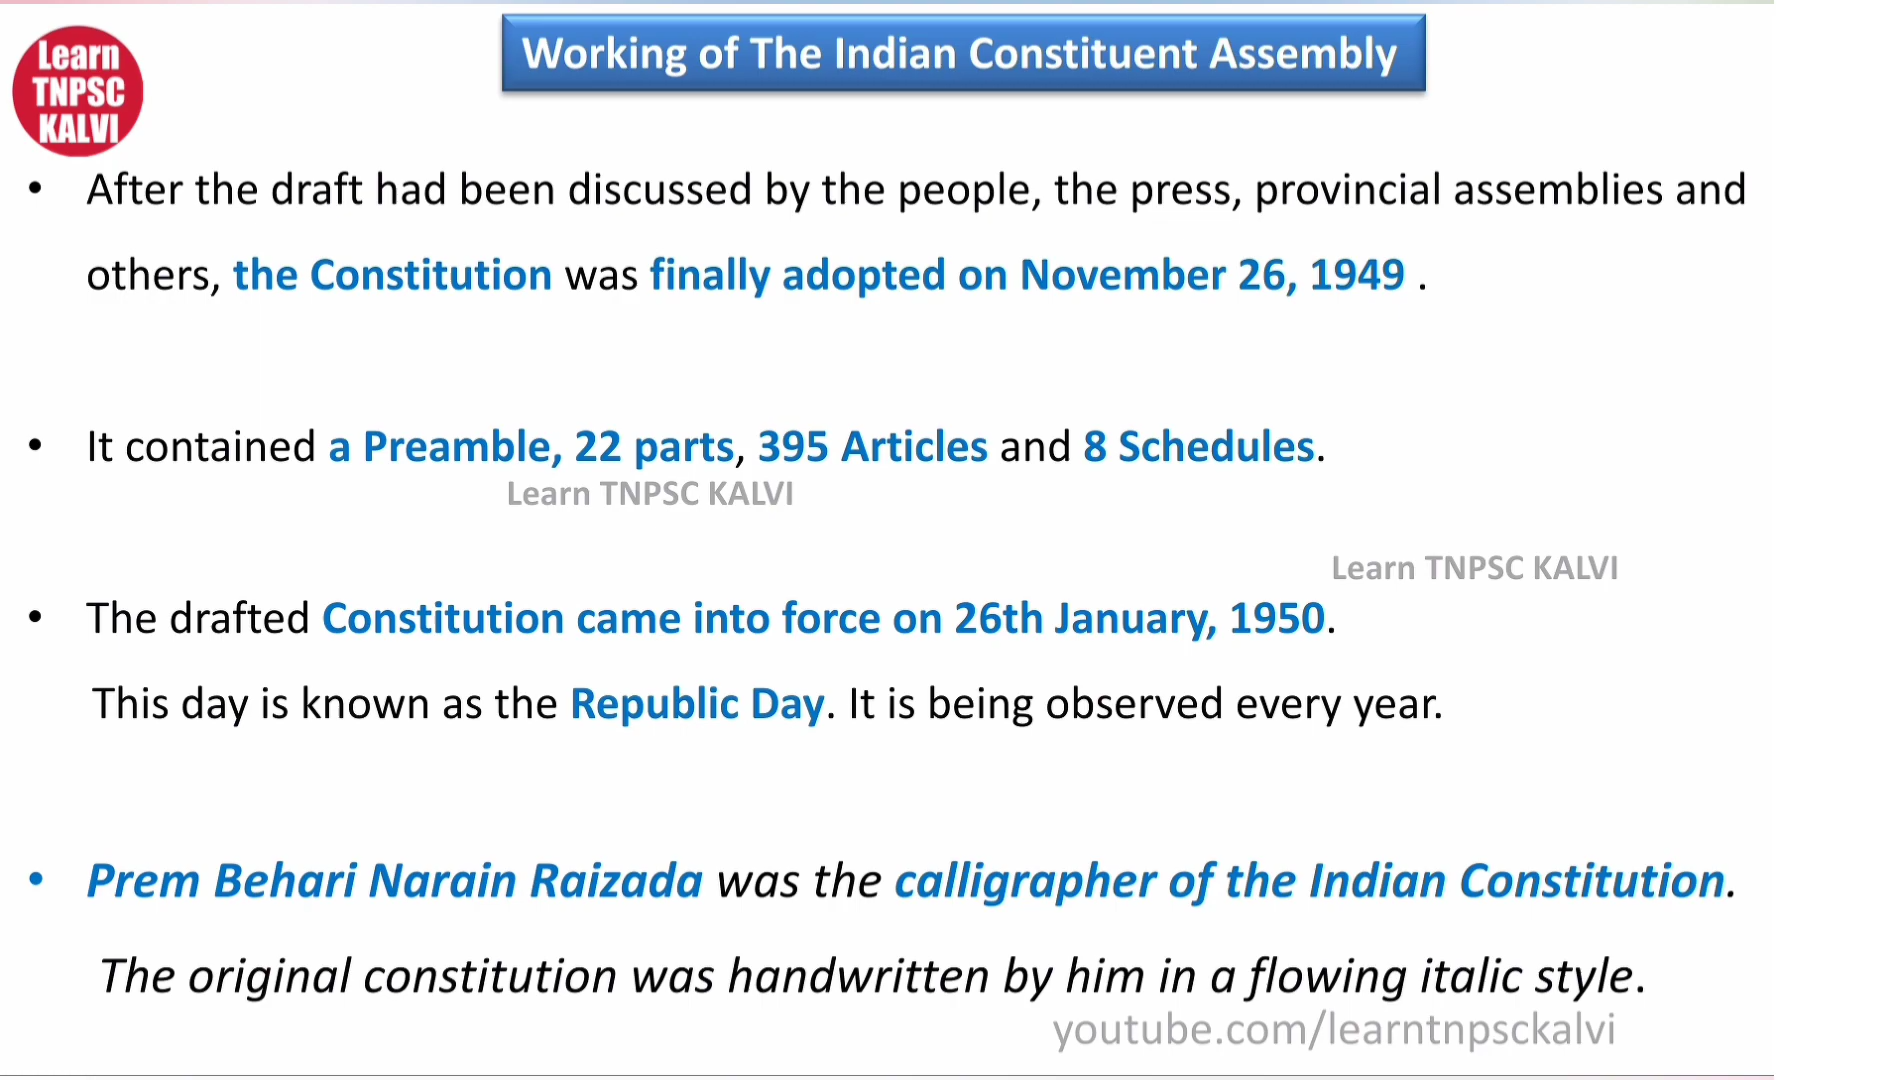 Learn
TNPSC
KALVI
Working of The Indian Constituent Assembly
• After the draft had been discussed by the people, the press, provincial assemblies and
others, the Constitution was finally adopted on November 26, 1949 .
• It contained a Preamble, 22 parts, 395 Articles and 8 Schedules.
Learn TNPSC KALVI
Learn TNPSC KALVI
• The drafted Constitution came into force on 26th January, 1950.
This day is known as the Republic Day. It is being observed every year.
• Prem Behari Narain Raizada was the calligrapher of the Indian Constitution.
The original constitution was handwritten by him in a flowing italic style.
youtube.com/learntnpsckalvi